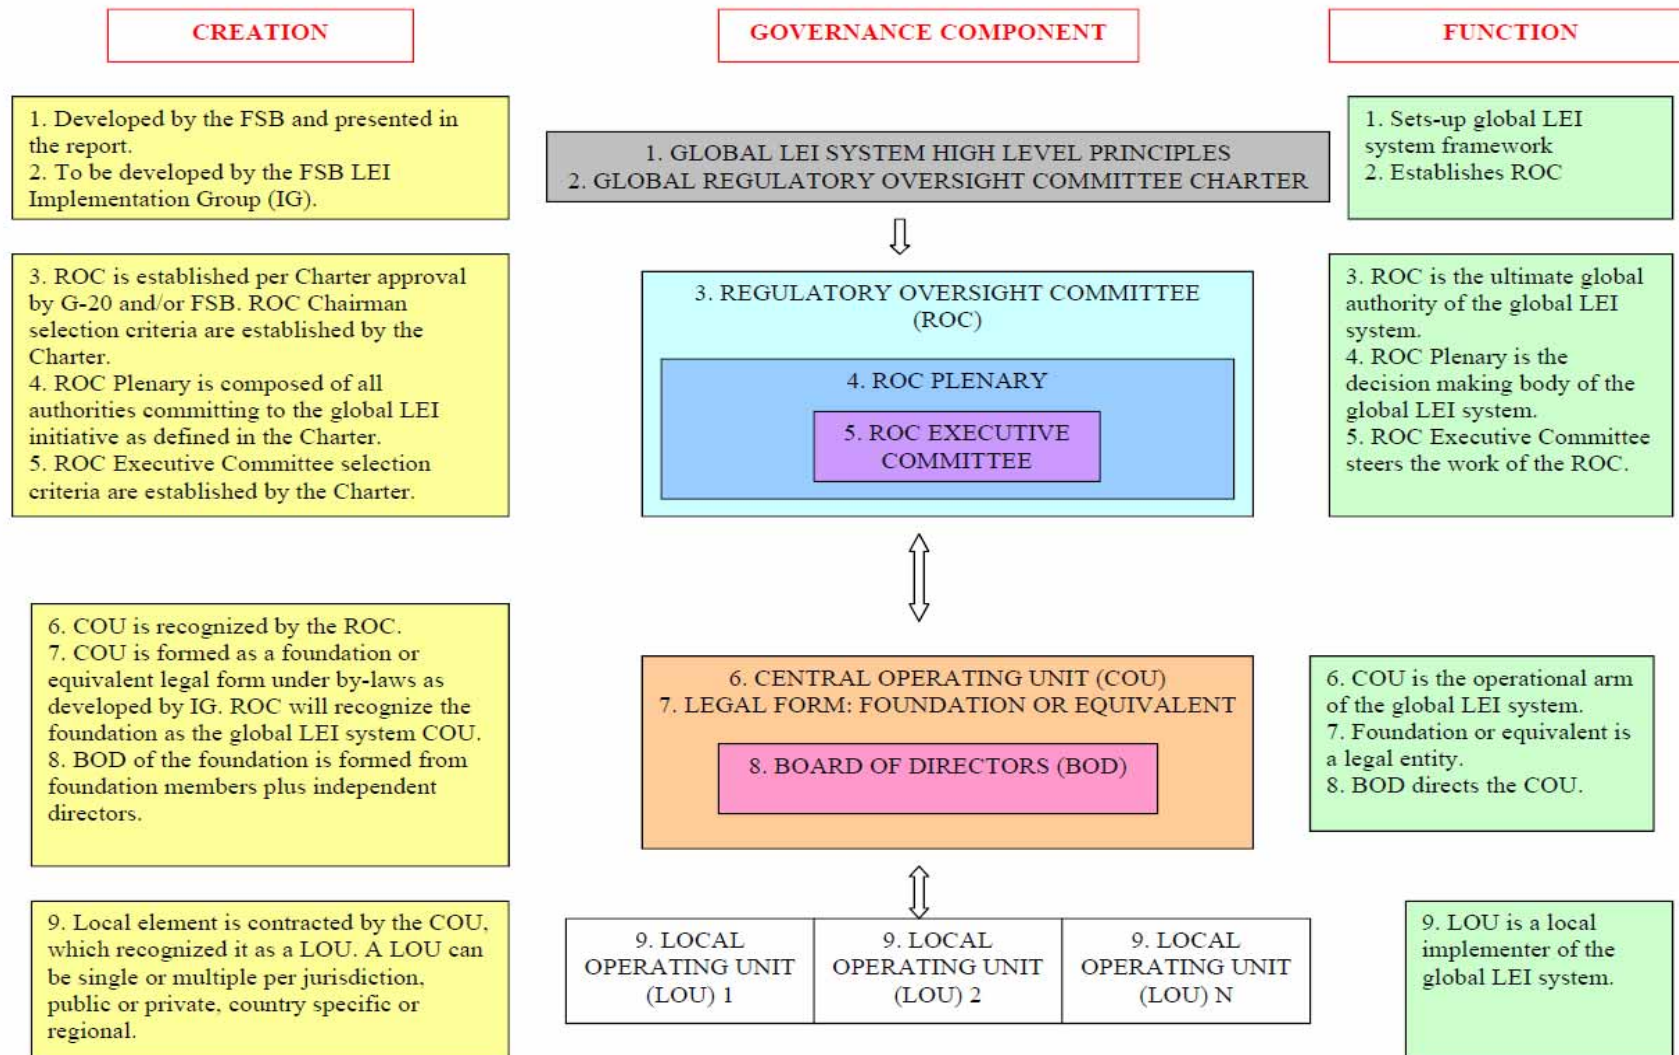 CREATION
GOVERNANCE COMPONENT
FUNCTION
1. Developed by the FSB and presented in
the report.
2. To be developed by the FSB LEI
Implementation Group (IG).
1. GLOBAL LEI SYSTEM HIGH LEVEL PRINCIPLES
2. GLOBAL REGULATORY OVERSIGHT COMMITTEE CHARTER
1. Sets-up global LEI
system framework
2. Establishes ROC
3. ROC is established per Charter approval
by G-20 and/or FSB. ROC Chairman
selection criteria are established by the
Charter.
4. ROC Plenary is composed of all
authorities committing to the global LEI
initiative as defined in the Charter.
5. ROC Executive Committee selection
criteria are established by the Charter.
3. REGULATORY OVERSIGHT COMMITTEE
(ROC)
4. ROC PLENARY
5. ROC EXECUTIVE
COMMITTEE
3. ROC is the ultimate global
authority of the global LEI
system.
4. ROC Plenary is the
decision making body of the
global LEI system.
5. ROC Executive Committee
steers the work of the ROC.
6. COU is recognized by the ROC.
7. COU is formed as a foundation or
equivalent legal form under by-laws as
developed by IG. ROC will recognize the
foundation as the global LEI system COU.
8. BOD of the foundation is formed from
foundation members plus independent
directors.
6. CENTRAL OPERATING UNIT (COU)
7. LEGAL FORM: FOUNDATION OR EQUIVALENT
8. BOARD OF DIRECTORS (BOD)
6. COU is the operational arm
of the global LEI system.
7. Foundation or equivalent is
a legal entity.
8. BOD directs the COU.
9. Local element is contracted by the COU,
which recognized it as a LOU. A LOU can
be single or multiple per jurisdiction,
public or private, country specific or
regional.
9. LOCAL
OPERATING UNIT
(LOU) 1
9. LOCAL
OPERATING UNIT
(LOU) 2
9. LOCAL
OPERATING UNIT
(LOU) N
9. LOU is a local
implementer of the
global LEI system.